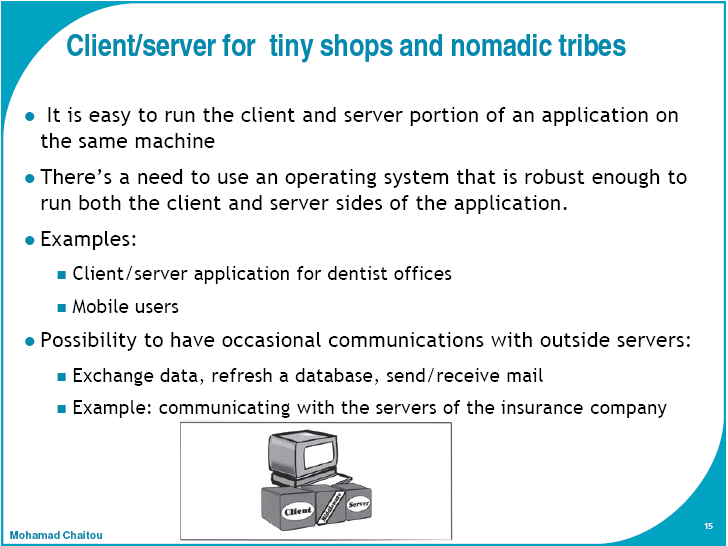 Client/server for tiny shops and nomadic tribes
It is easy to run the client and server portion of an application on
the same machine
There's a need to use an operating system that is robust enough to
run both the client and server sides of the application.
Examples:
Client/server application for dentist offices
Mobile users
Possibility to have occasional communications with outside servers:
Exchange data, refresh a database, send/receive mail
Example: communicating with the servers of the insurance company
Client
Middleware
Server
15
Mohamad Chaitou